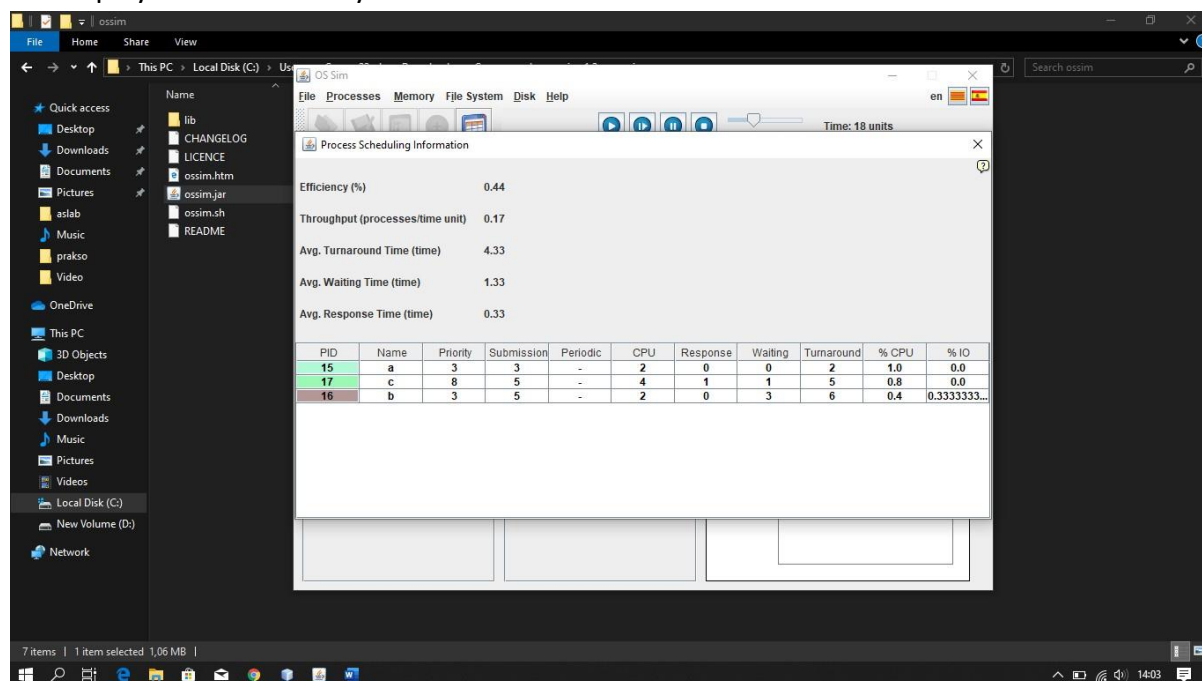 ossim
File Home Share View
This PC › Local Disk (C:) ›
Search ossim
Quick access
Desktop
Downloads
Documents
Pictures
aslab
Music
prakso
Video
OneDrive
This PC
3D Objects
Desktop
Documents
Downloads
Music
Pictures
Videos
Local Disk (C:)
New Volume (D:)
Network
Name
lib
CHANGELOG
LICENCE
ossim.htm
ossim.jar
ossim.sh
README
OS Sim
File Processes Memory File System Disk Help en
Time: 18 units
Process Scheduling Information
Efficiency (%) 0.44
Throughput (processes/time unit) 0.17
Avg. Turnaround Time (time) 4.33
Avg. Waiting Time (time) 1.33
Avg. Response Time (time) 0.33
PID Name Priority Submission Periodic CPU Response Waiting Turnaround % CPU % IO
15 a 3 3 - 2 0 0 2 1.0 0.0
17 c 8 5 - 4 1 1 5 0.8 0.0
16 b 3 5 - 2 0 3 6 0.4 0.3333333...
7 items | 1 item selected 1,06 MB |
14:03